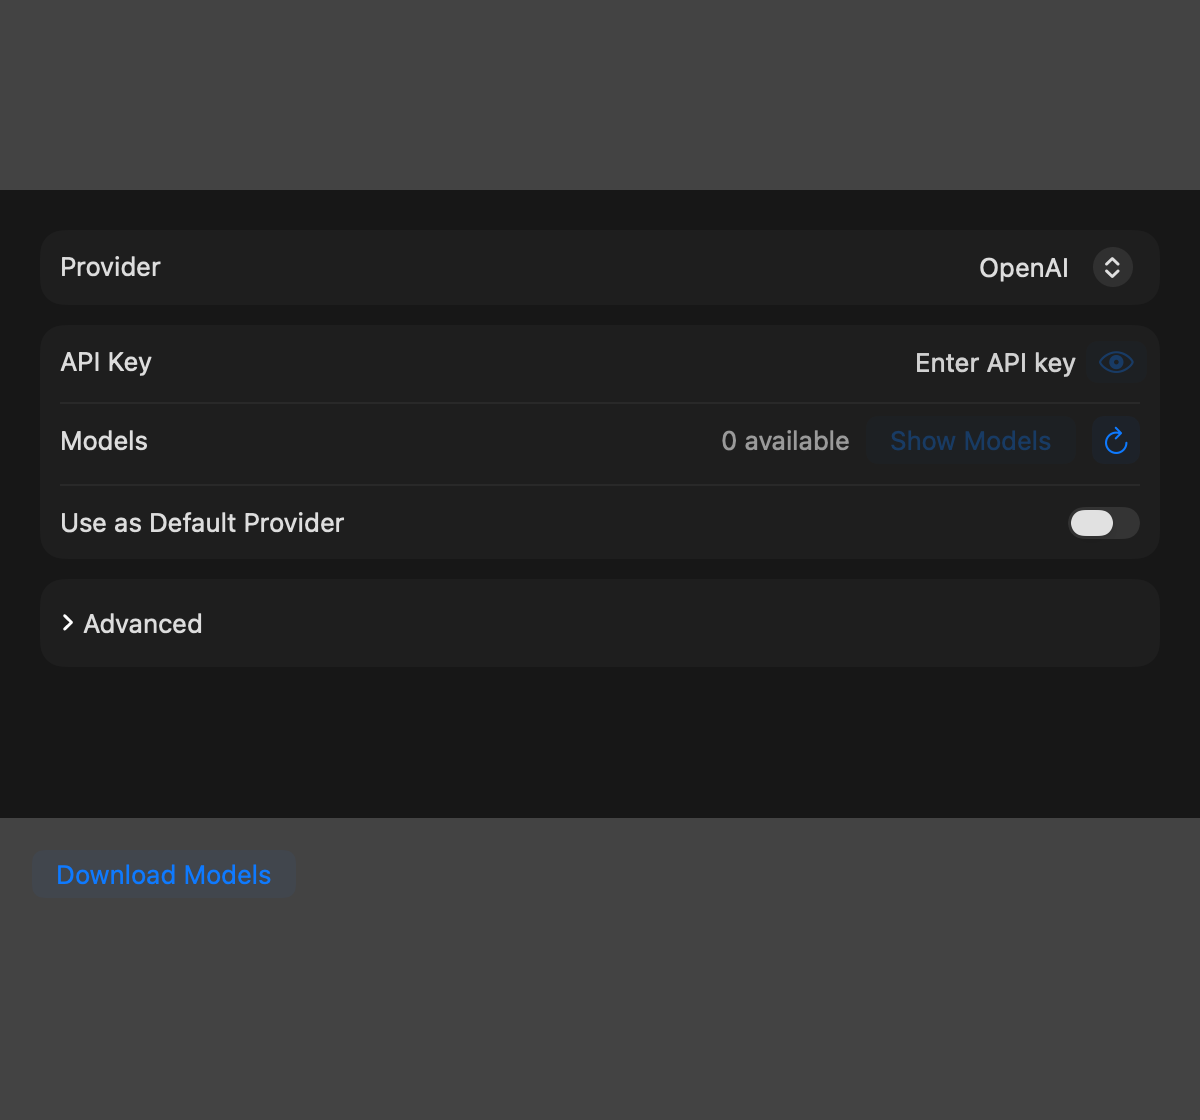 Provider OpenAI
API Key Enter API key
Models 0 available Show Models
Use as Default Provider
Advanced
Download Models